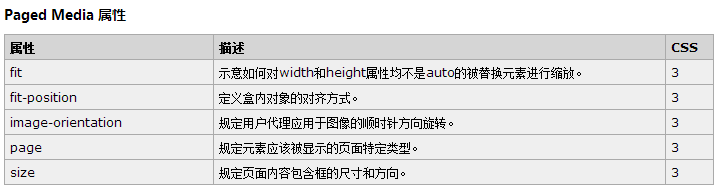 Paged Media 属性
属性 描述 CSS
fit 示意如何对width和height属性均不是auto的被替换元素进行缩放。 3
fit-position 定义盒内对象的对齐方式。 3
image-orientation 规定用户代理应用于图像的顺时针方向旋转。 3
page 规定元素应该被显示的页面特定类型。 3
size 规定页面内容包含框的尺寸和方向。 3